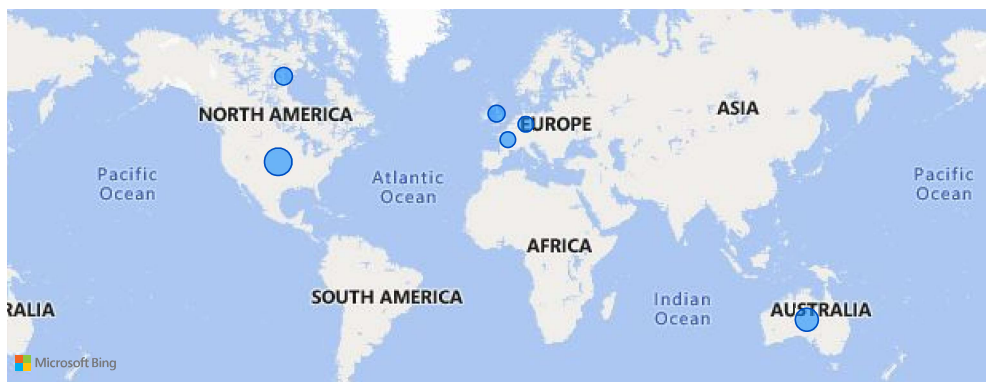 NORTH AMERICA
EUROPE
ASIA
Pacific
Ocean
Atlantic
Ocean
Pacific
Ocean
AFRICA
SOUTH AMERICA
Indian
Ocean
RALIA
AUSTRALIA
Microsoft Bing